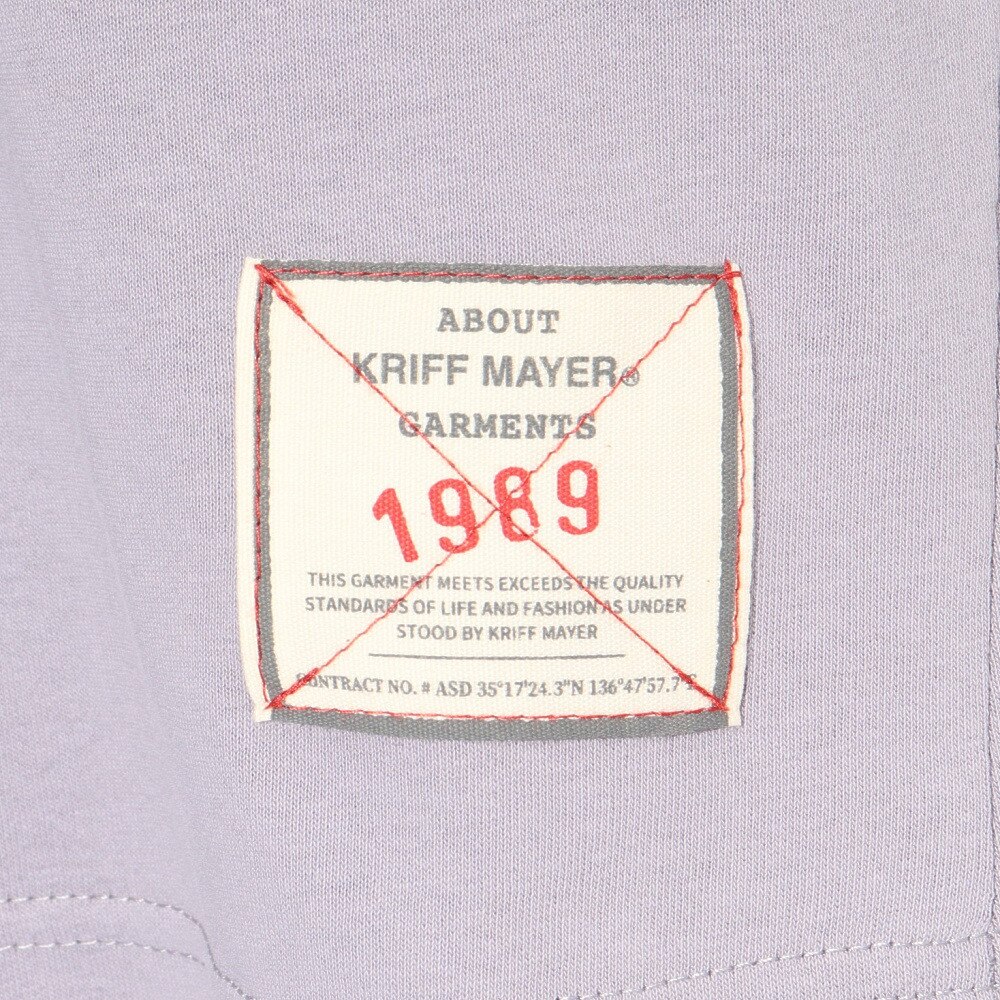 ABOUT
KRIFF MAYER®
GARMENTS
1989
THIS GARMENT MEETS EXCEEDS THE QUALITY
STANDARDS OF LIFE AND FASHION AS UNDER
STOOD BY KRIFF MAYER
CONTRACT NO. # ASD 35°17'24.3"N 136°47'57.7"E